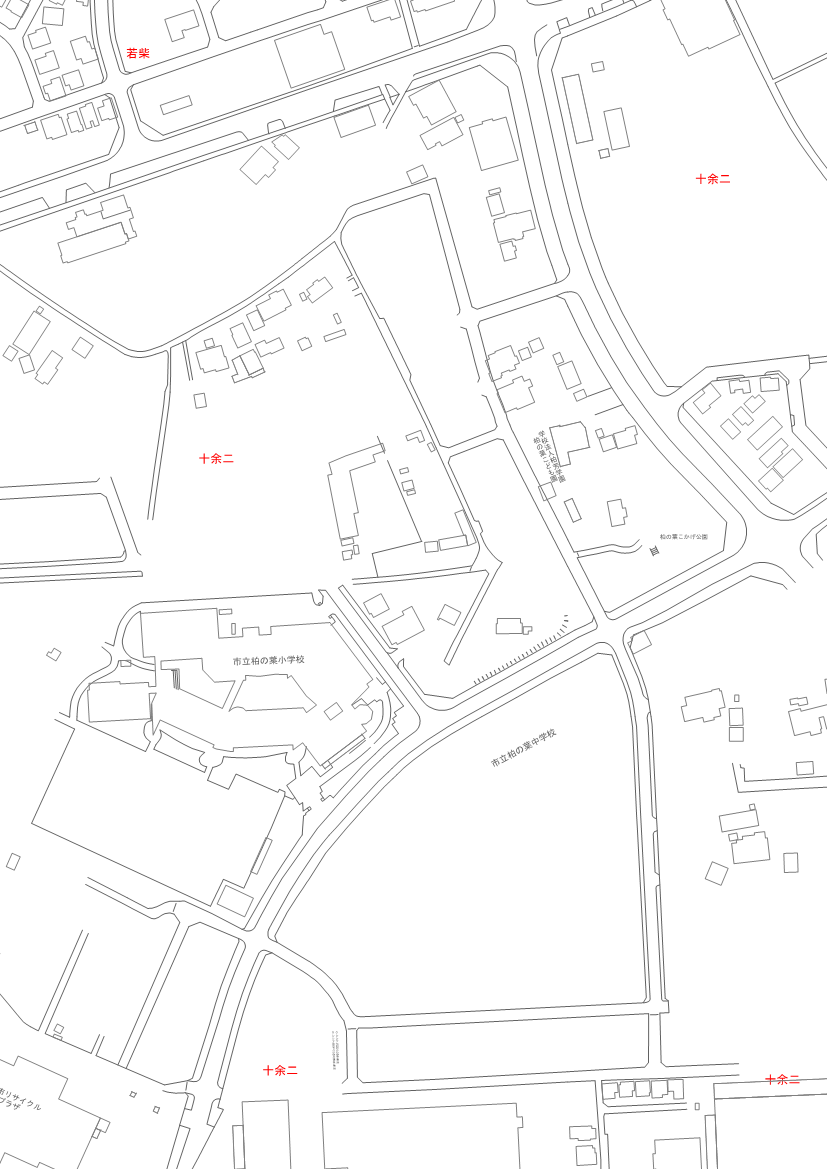 若柴
十余二
十余二
学校法人柏芳学園
柏の葉こども園
柏の葉こかげ公園
市立柏の葉小学校
市立柏の葉中学校
十余二
十余二
市リサイクル
プラザ